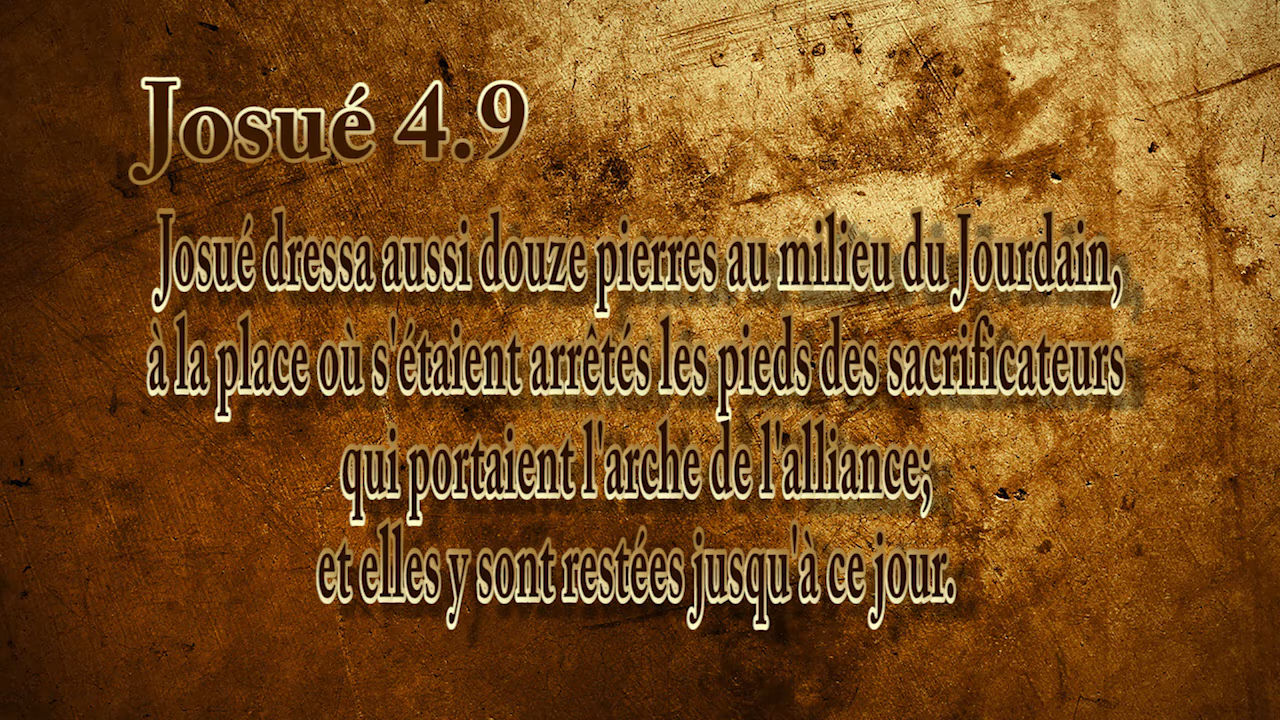 Josué 4.9
Josué dressa aussi douze pierres au milieu du Jourdain,
à la place où s'étaient arrêtés les pieds des sacrificateurs
qui portaient l'arche de l'alliance;
et elles y sont restées jusqu'à ce jour.